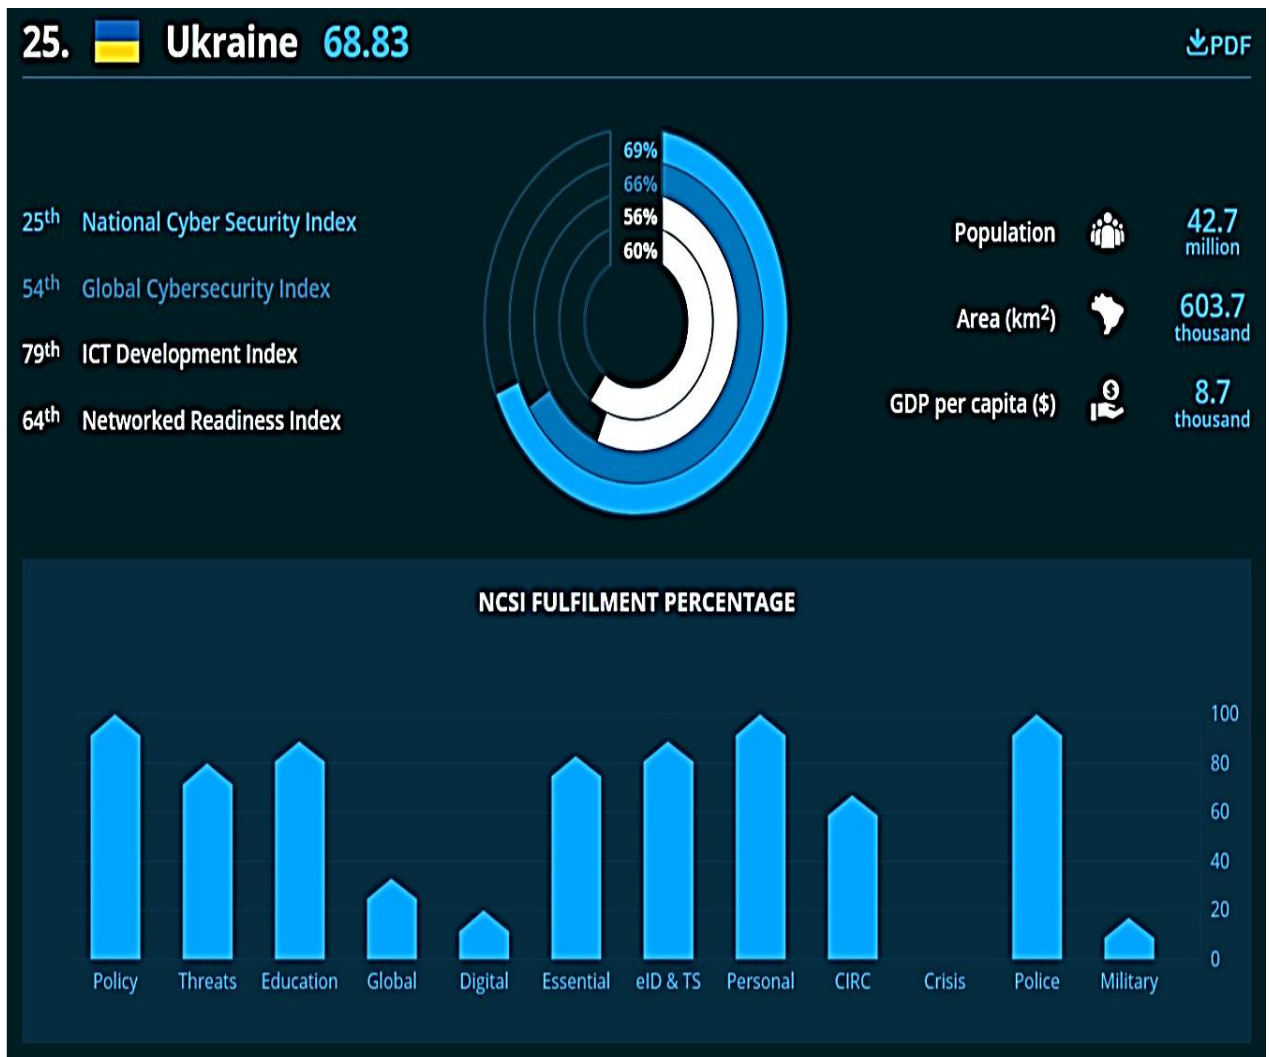 25. Ukraine 68.83
PDF
69%
66%
56%
60%
25th National Cyber Security Index
54th Global Cybersecurity Index
79th ICT Development Index
64th Networked Readiness Index
Population 42.7 million
Area (km²) 603.7 thousand
GDP per capita ($) 8.7 thousand
NCSI FULFILMENT PERCENTAGE
100
80
60
40
20
0
Policy Threats Education Global Digital Essential eID & TS Personal CIRC Crisis Police Military